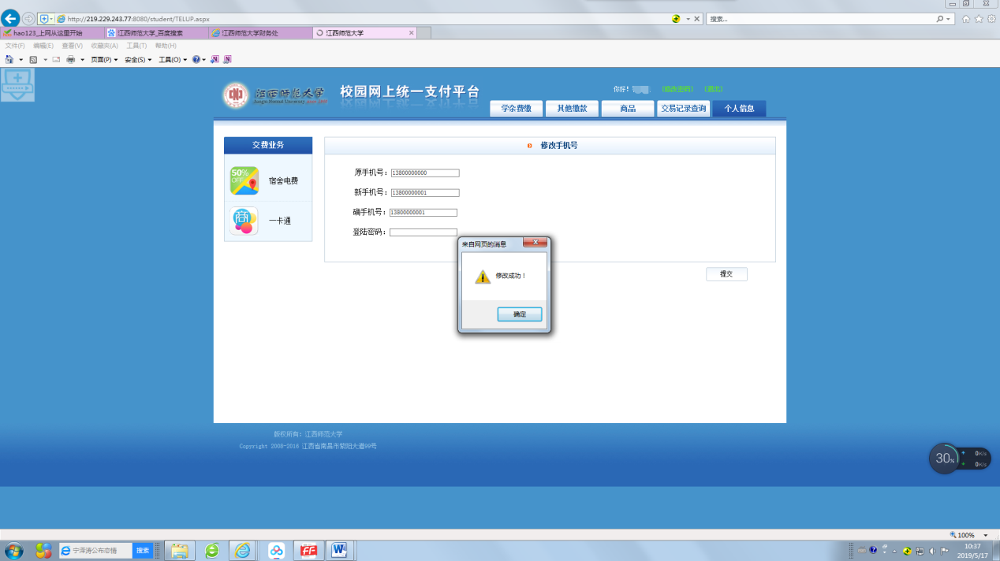 http://219.229.243.77:8080/student/TELUP.aspx
搜索...
hao123_上网从这里开始
江西师范大学_百度搜索
江西师范大学财务处
江西师范大学
文件(F) 编辑(E) 查看(V) 收藏夹(A) 工具(T) 帮助(H)
页面(P) 安全(S) 工具(O)
江西师范大学
Jiangxi Normal University
校园网上统一支付平台
你好！ (修改密码) (退出)
学杂费缴 其他缴款 商品 交易记录查询 个人信息
交费业务
50%
OFF
宿舍电费
商
一卡通
修改手机号
原手机号： 13800000000
新手机号： 13800000001
确手机号： 13800000001
登陆密码：
来自网页的消息
修改成功！
确定
提交
版权所有：江西师范大学
Copyright 2008-2016 江西省南昌市紫阳大道99号
30%
0K/s
0K/s
100%
宁泽涛公布恋情 搜索
10:37
2019/5/17